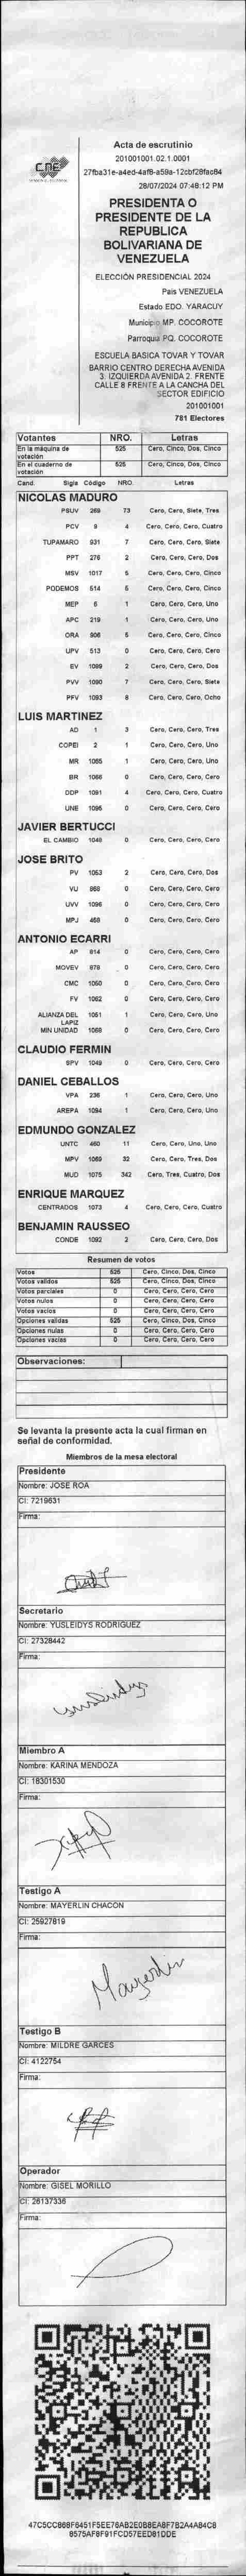 Acta de escrutinio
201001001.02.1.0001
27fba31e-a4ed-4af8-a59a-12cbf28fac84
28/07/2024 07:48:12 PM
CNE
PRESIDENTA O
PRESIDENTE DE LA
REPUBLICA
BOLIVARIANA DE
VENEZUELA
ELECCIÓN PRESIDENCIAL 2024
Pais VENEZUELA
Estado EDO. YARACUY
Municipio MP. COCOROTE
Parroquia PQ. COCOROTE
ESCUELA BASICA TOVAR Y TOVAR
BARRIO CENTRO DERECHA AVENIDA
3. IZQUIERDA AVENIDA 2. FRENTE
CALLE 8 FRENTE A LA CANCHA DEL
SECTOR EDIFICIO
201001001
781 Electores
Votantes NRO. Letras
En la maquina de votación 525 Cero, Cinco, Dos, Cinco
En el cuaderno de votación 525 Cero, Cinco, Dos, Cinco
Cand. Sigla Código NRO. Letras
NICOLAS MADURO
PSUV 269 73 Cero, Cero, Siete, Tres
PCV 9 4 Cero, Cero, Cero, Cuatro
TUPAMARO 931 7 Cero, Cero, Cero, Siete
PPT 276 2 Cero, Cero, Cero, Dos
MSV 1017 5 Cero, Cero, Cero, Cinco
PODEMOS 514 5 Cero, Cero, Cero, Cinco
MEP 6 1 Cero, Cero, Cero, Uno
APC 219 1 Cero, Cero, Cero, Uno
ORA 906 5 Cero, Cero, Cero, Cinco
UPV 513 0 Cero, Cero, Cero, Cero
EV 1099 2 Cero, Cero, Cero, Dos
PVV 1090 7 Cero, Cero, Cero, Siete
PFV 1093 8 Cero, Cero, Cero, Ocho
LUIS MARTINEZ
AD 1 3 Cero, Cero, Cero, Tres
COPEI 2 1 Cero, Cero, Cero, Uno
MR 1065 1 Cero, Cero, Cero, Uno
BR 1066 0 Cero, Cero, Cero, Cero
DDP 1091 4 Cero, Cero, Cero, Cuatro
UNE 1095 0 Cero, Cero, Cero, Cero
JAVIER BERTUCCI
EL CAMBIO 1048 0 Cero, Cero, Cero, Cero
JOSE BRITO
PV 1053 2 Cero, Cero, Cero, Dos
VU 868 0 Cero, Cero, Cero, Cero
UVV 1096 0 Cero, Cero, Cero, Cero
MPJ 458 0 Cero, Cero, Cero, Cero
ANTONIO ECARRI
AP 814 0 Cero, Cero, Cero, Cero
MOVEV 878 0 Cero, Cero, Cero, Cero
CMC 1050 0 Cero, Cero, Cero, Cero
FV 1062 0 Cero, Cero, Cero, Cero
ALIANZA DEL LAPIZ 1051 1 Cero, Cero, Cero, Uno
MIN UNIDAD 1068 0 Cero, Cero, Cero, Cero
CLAUDIO FERMIN
SPV 1049 0 Cero, Cero, Cero, Cero
DANIEL CEBALLOS
VPA 236 1 Cero, Cero, Cero, Uno
AREPA 1094 1 Cero, Cero, Cero, Uno
EDMUNDO GONZALEZ
UNTC 460 11 Cero, Cero, Uno, Uno
MPV 1069 32 Cero, Cero, Tres, Dos
MUD 1075 342 Cero, Tres, Cuatro, Dos
ENRIQUE MARQUEZ
CENTRADOS 1073 4 Cero, Cero, Cero, Cuatro
BENJAMIN RAUSSEO
CONDE 1092 2 Cero, Cero, Cero, Dos
Resumen de votos
Votos 525 Cero, Cinco, Dos, Cinco
Votos validos 525 Cero, Cinco, Dos, Cinco
Votos parciales 0 Cero, Cero, Cero, Cero
Votos nulos 0 Cero, Cero, Cero, Cero
Votos vacios 0 Cero, Cero, Cero, Cero
Opciones validas 525 Cero, Cinco, Dos, Cinco
Opciones nulas 0 Cero, Cero, Cero, Cero
Opciones vacias 0 Cero, Cero, Cero, Cero
Observaciones:
Se levanta la presente acta la cual firman en
señal de conformidad.
Miembros de la mesa electoral
Presidente
Nombre: JOSE ROA
CI: 7219631
Firma:
Secretario
Nombre: YUSLEIDYS RODRIGUEZ
CI: 27328442
Firma:
Miembro A
Nombre: KARINA MENDOZA
CI: 18301530
Firma:
Testigo A
Nombre: MAYERLIN CHACON
CI: 25927819
Firma:
Mayerlin
Testigo B
Nombre: MILDRE GARCES
CI: 4122754
Firma:
Operador
Nombre: GISEL MORILLO
CI: 26137336
Firma:
47C5CC868F6451F5EE76AB2E0B8EA8F7B2A4A84C8
8575AF8F91FCD57EED81DDE